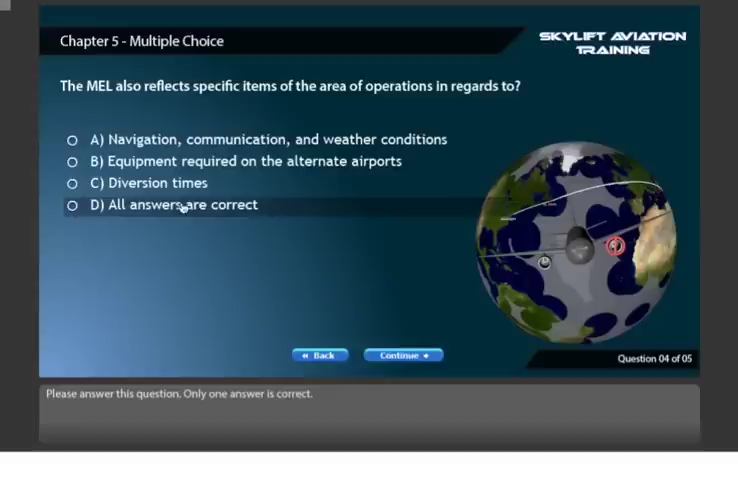 Chapter 5 - Multiple Choice
SKYLIFT AVIATION
TRAINING
The MEL also reflects specific items of the area of operations in regards to?
A) Navigation, communication, and weather conditions
B) Equipment required on the alternate airports
C) Diversion times
D) All answers are correct
Back
Continue
Question 04 of 05
Please answer this question. Only one answer is correct.